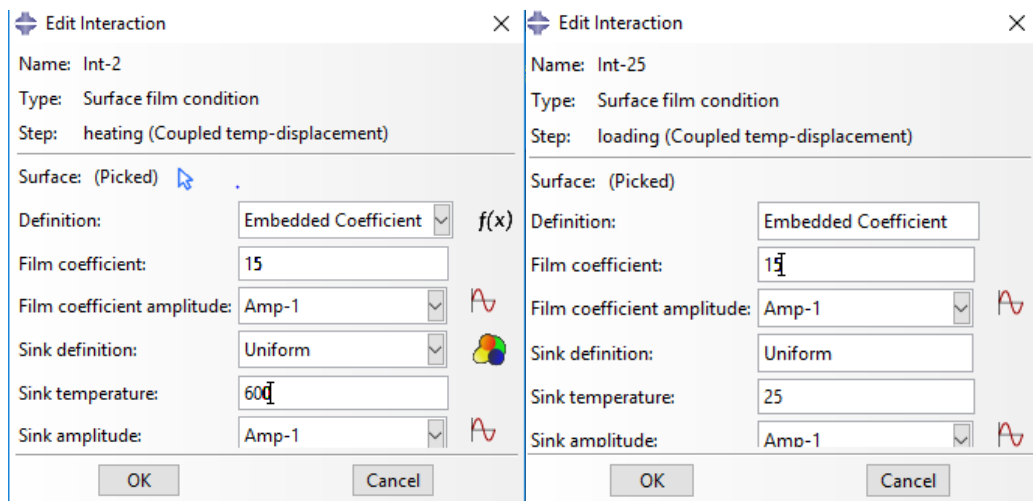 Edit Interaction
Name: Int-2
Type: Surface film condition
Step: heating (Coupled temp-displacement)
Surface: (Picked)
Definition: Embedded Coefficient f(x)
Film coefficient: 15
Film coefficient amplitude: Amp-1
Sink definition: Uniform
Sink temperature: 600
Sink amplitude: Amp-1
OK Cancel
Edit Interaction
Name: Int-25
Type: Surface film condition
Step: loading (Coupled temp-displacement)
Surface: (Picked)
Definition: Embedded Coefficient
Film coefficient: 15
Film coefficient amplitude: Amp-1
Sink definition: Uniform
Sink temperature: 25
Sink amplitude: Amp-1
OK Cancel